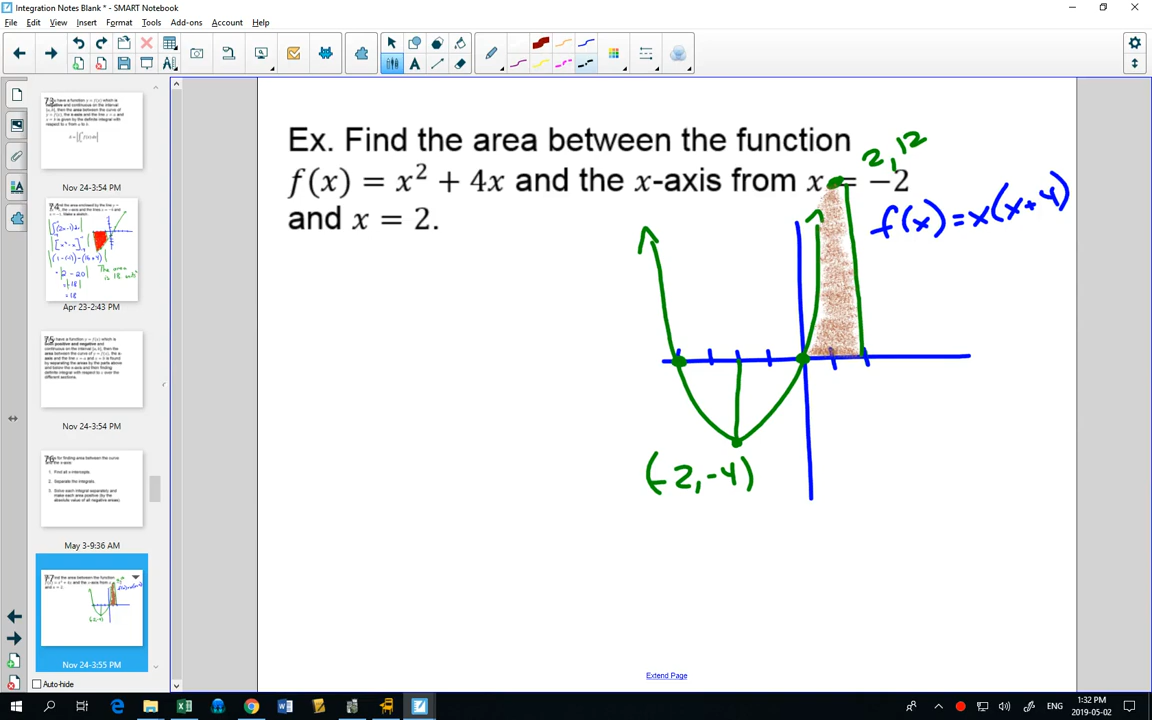 Integration Notes Blank * - SMART Notebook
File Edit View Insert Format Tools Add-ons Account Help
Nov 24-3:54 PM
Apr 23-2:43 PM
Nov 24-3:54 PM
May 3-9:36 AM
Nov 24-3:55 PM
Auto-hide
Ex. Find the area between the function
f(x) = x² + 4x and the x-axis from x = −2
and x = 2.
2,12
f(x)=x(x+4)
(-2,-4)
Extend Page
ENG
1:32 PM
2019-05-02